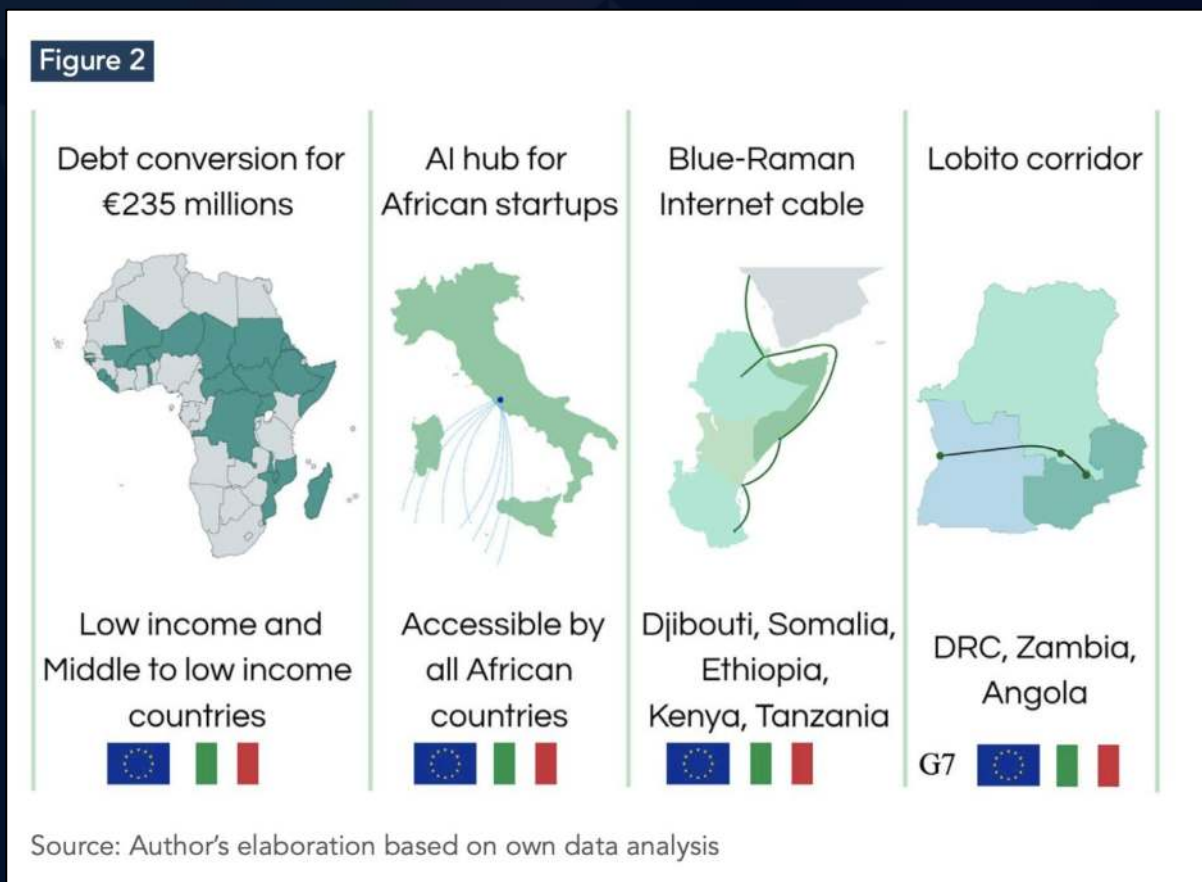 Figure 2
Debt conversion for
€235 millions
AI hub for
African startups
Blue-Raman
Internet cable
Lobito corridor
Low income and
Middle to low income
countries
Accessible by
all African
countries
Djibouti, Somalia,
Ethiopia,
Kenya, Tanzania
DRC, Zambia,
Angola
G7
Source: Author's elaboration based on own data analysis